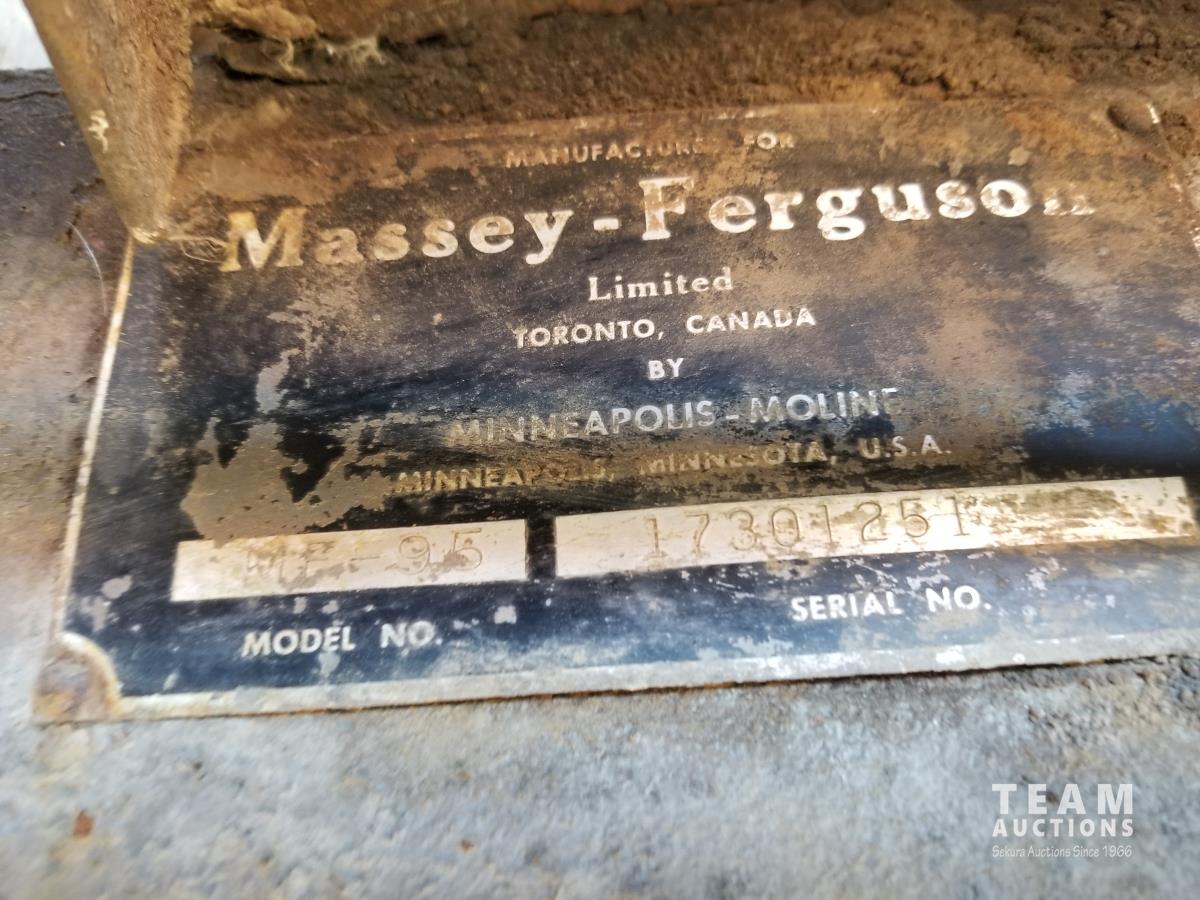 MANUFACTURED FOR
Massey-Ferguson
Limited
TORONTO, CANADA
BY
MINNEAPOLIS-MOLINE
MINNEAPOLIS, MINNESOTA, U.S.A.
MF-95 17301251
MODEL NO. SERIAL NO.
TEAM
AUCTIONS
Sekura Auctions Since 1966